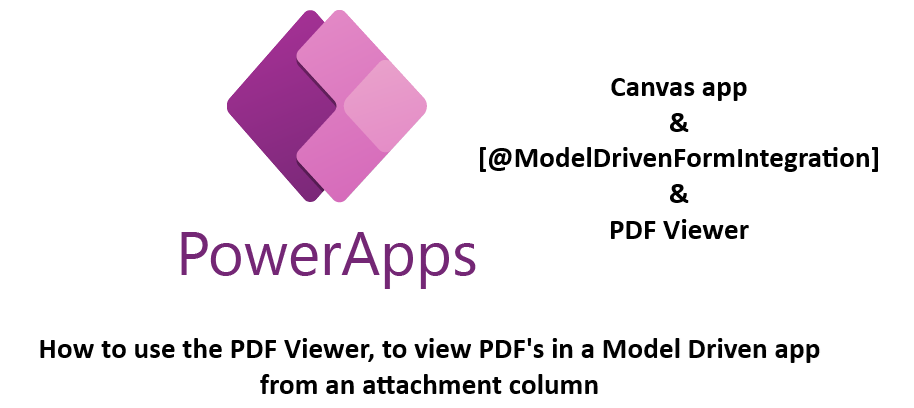 Canvas app
&
[@ModelDrivenFormIntegration]
&
PDF Viewer
PowerApps
How to use the PDF Viewer, to view PDF's in a Model Driven app
from an attachment column